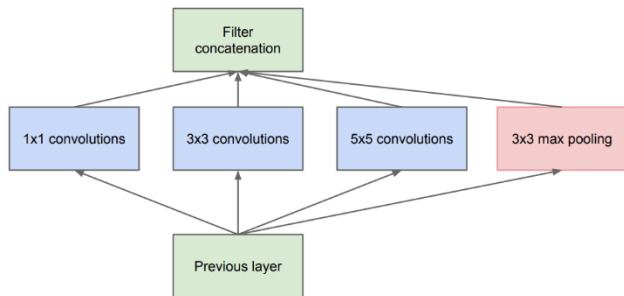 Filter
concatenation
1x1 convolutions
3x3 convolutions
5x5 convolutions
3x3 max pooling
Previous layer